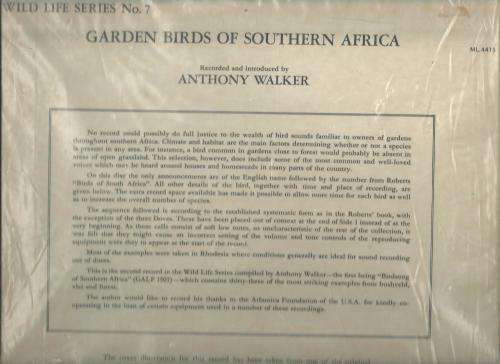 WILD LIFE SERIES No. 7
GARDEN BIRDS OF SOUTHERN AFRICA
ML 4415
Recorded and introduced by
ANTHONY WALKER
No record could possibly do full justice to the wealth of bird sounds familiar to owners of gardens
throughout southern Africa. Climate and habitat are the main factors determining whether or not a species
is present in any area. For instance, a bird common in gardens close to forest would probably be absent in
areas of open grassland. This selection, however, does include some of the most common and well-loved
voices which may be heard around houses and homesteads in many parts of the country.
On this disc the only announcements are of the English name followed by the number from Roberts
"Birds of South Africa". All other details of the bird, together with time and place of recording, are
given below. The extra record space available has made it possible to allow more time for each bird as well
as to increase the overall number of species.
The sequence followed is according to the established systematic form as in the Roberts' book, with
the exception of the three Doves. These have been placed out of context at the end of Side 1 instead of at the
very beginning. As these calls consist of soft low notes, so uncharacteristic of the rest of the collection, it
was felt that they might cause an incorrect setting of the volume and tone controls of the reproducing
equipment were they to appear at the start of the record.
Most of the examples were taken in Rhodesia where conditions generally are ideal for sound recording
out of doors.
This is the second record in the Wild Life Series compiled by Anthony Walker—the first being "Birdsong
of Southern Africa" (GALP 1501)—which contains thirty-three of the most striking examples from bushveld,
vlei and forest.
The author would like to record his thanks to the Atlantica Foundation of the U.S.A. for kindly co-
operating in the loan of certain equipment used in a number of these recordings.
The cover illustration for this record has been taken from one of the original